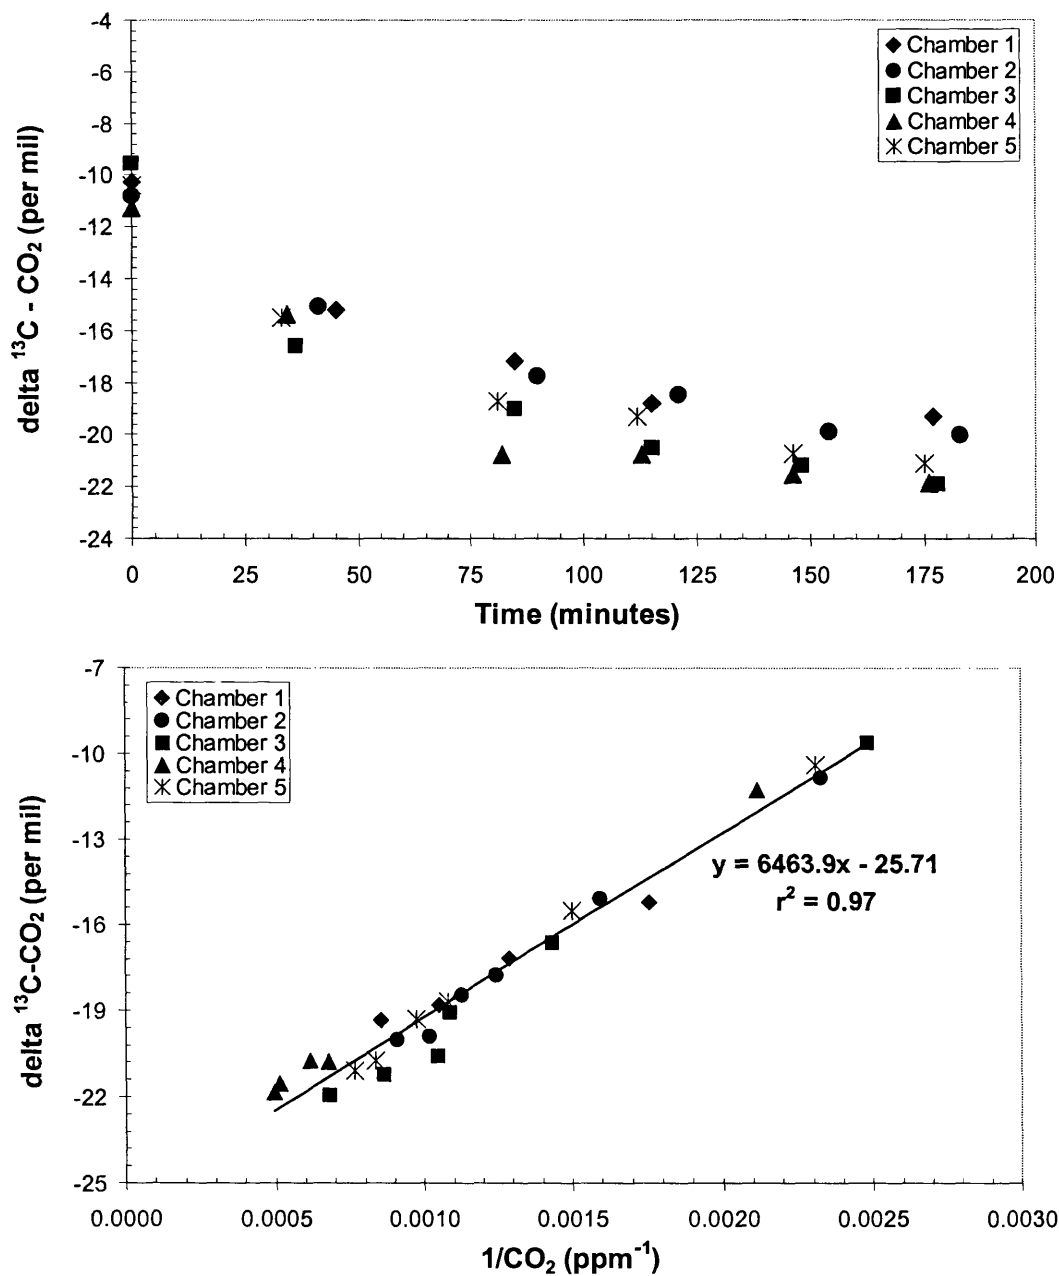 -4
-6
-8
-10
-12
-14
-16
-18
-20
-22
-24
delta ¹³C - CO₂ (per mil)
Chamber 1
Chamber 2
Chamber 3
Chamber 4
Chamber 5
0 25 50 75 100 125 150 175 200
Time (minutes)
-7
-10
-13
-16
-19
-22
-25
delta ¹³C-CO₂ (per mil)
Chamber 1
Chamber 2
Chamber 3
Chamber 4
Chamber 5
y = 6463.9x - 25.71
r² = 0.97
0.0000 0.0005 0.0010 0.0015 0.0020 0.0025 0.0030
1/CO₂ (ppm⁻¹)